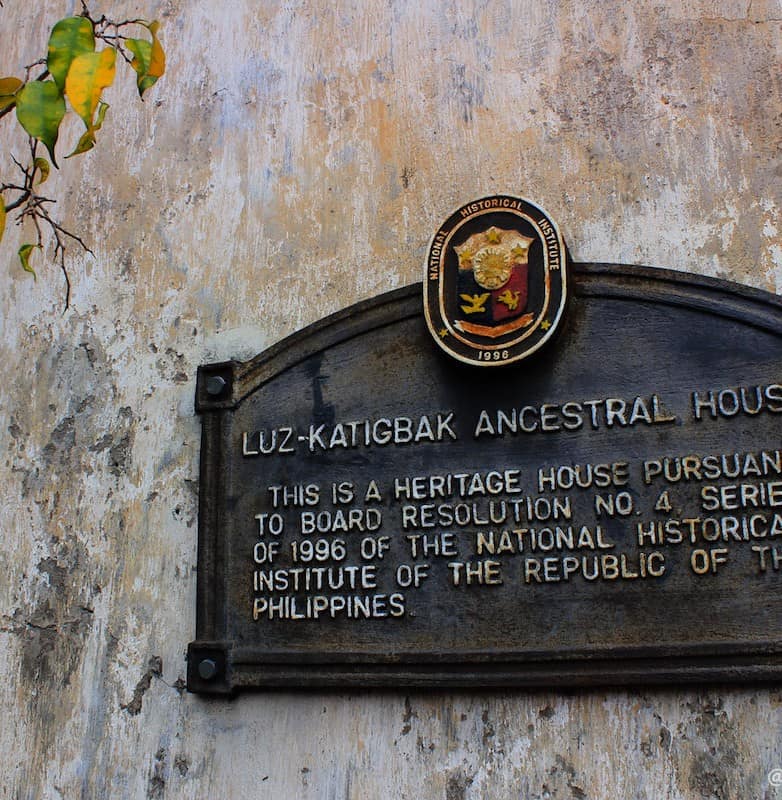 NATIONAL HISTORICAL INSTITUTE
1996
LUZ-KATIGBAK ANCESTRAL HOUS
THIS IS A HERITAGE HOUSE PURSUAN
TO BOARD RESOLUTION NO. 4, SERIE
OF 1996 OF THE NATIONAL HISTORICA
INSTITUTE OF THE REPUBLIC OF TH
PHILIPPINES.
@